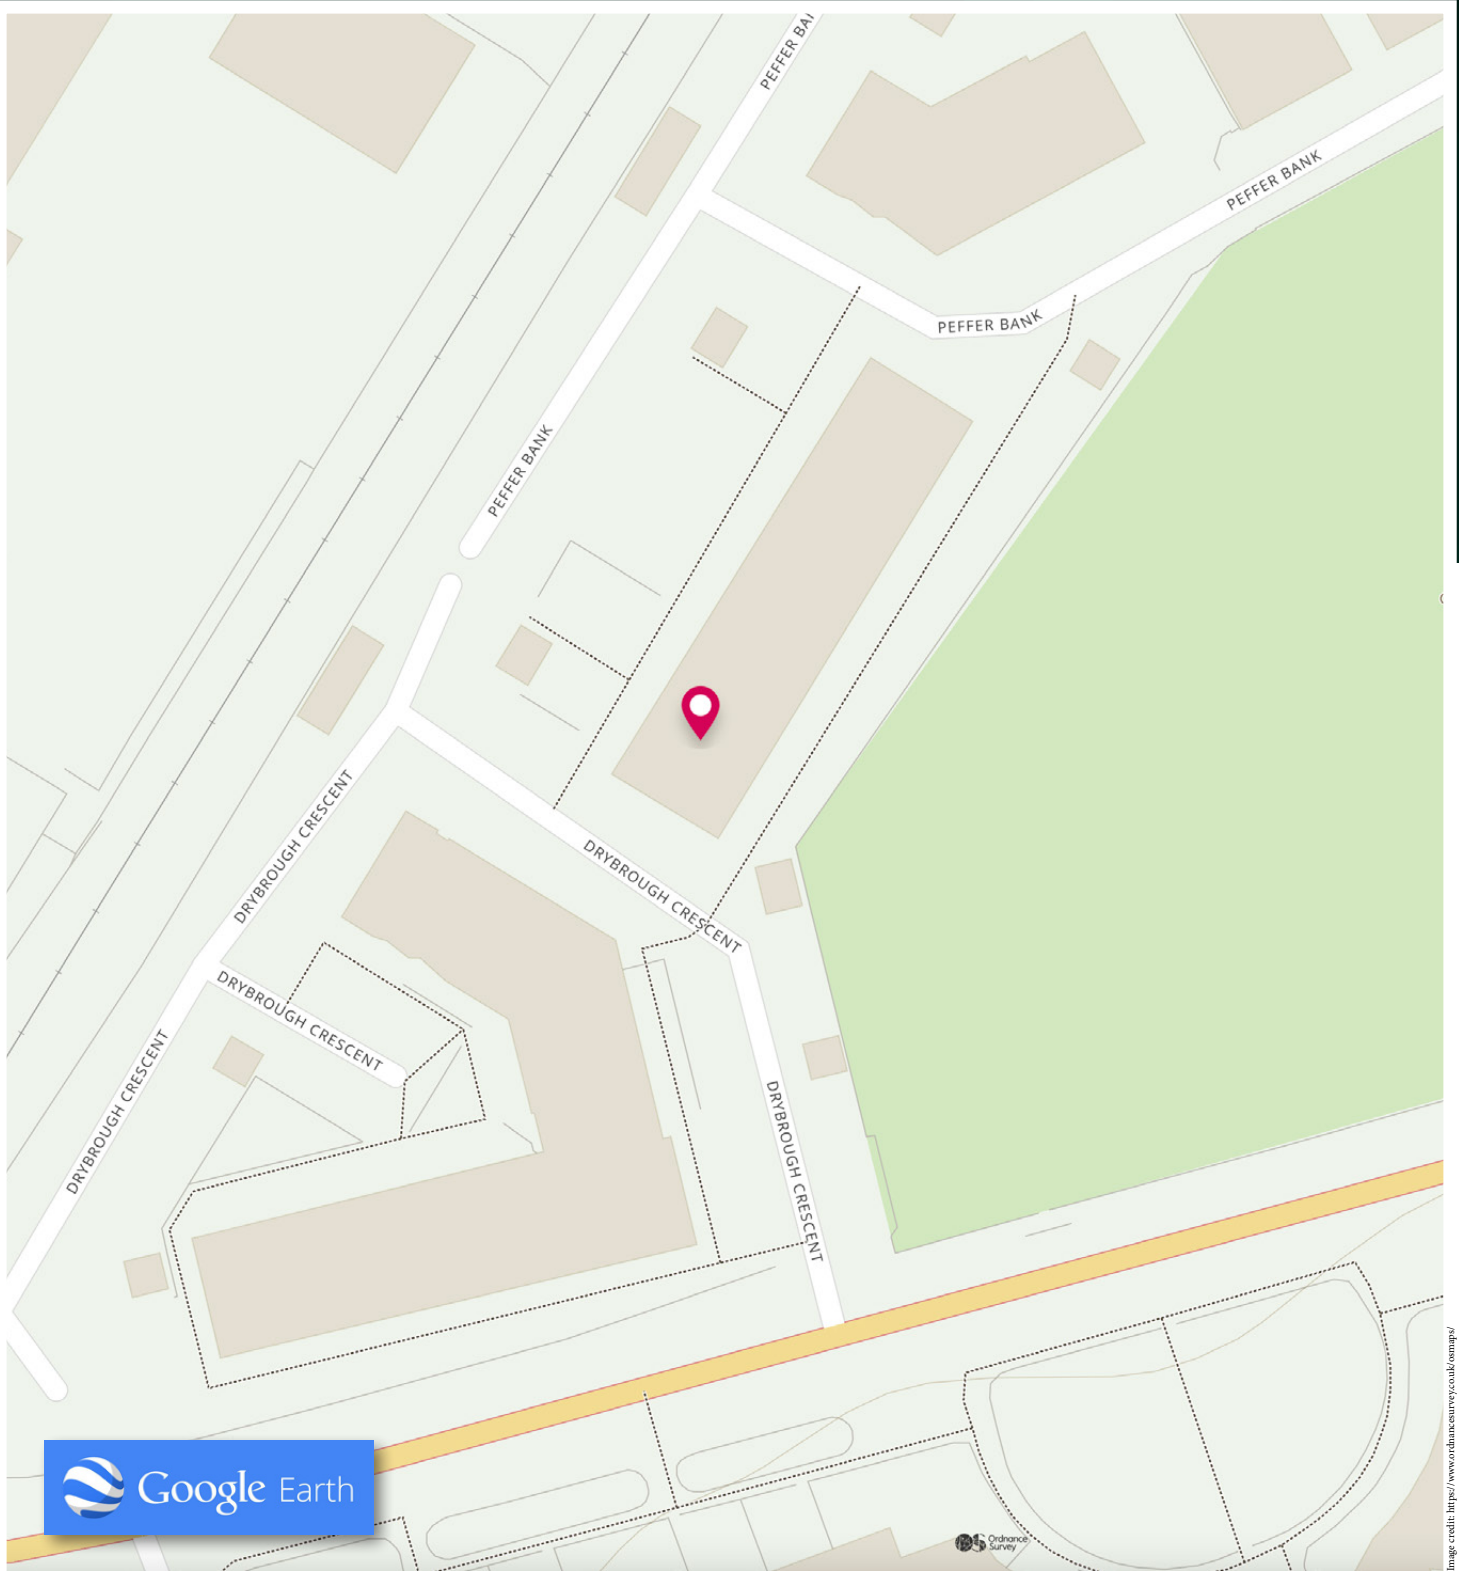 PEFFER BA
PEFFER BANK
PEFFER BANK
PEFFER BANK
DRYBROUGH CRESCENT
DRYBROUGH CRESCENT
DRYBROUGH CRESCENT
DRYBROUGH CRESCENT
DRYBROUGH CRESCENT
Google Earth
Ordnance
Survey
Image credit: https://www.ordnancesurvey.co.uk/osmaps/